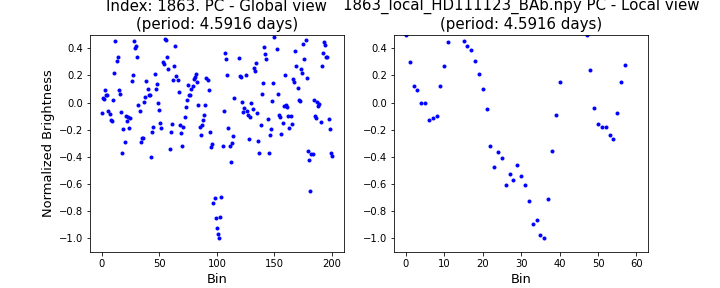 Index: 1863. PC - Global view
(period: 4.5916 days)
1863_local_HD111123_BAb.npy PC - Local view
(period: 4.5916 days)
Normalized Brightness
0.4
0.2
0.0
−0.2
−0.4
−0.6
−0.8
−1.0
0 50 100 150 200
Bin
0.4
0.2
0.0
−0.2
−0.4
−0.6
−0.8
−1.0
0 10 20 30 40 50 60
Bin